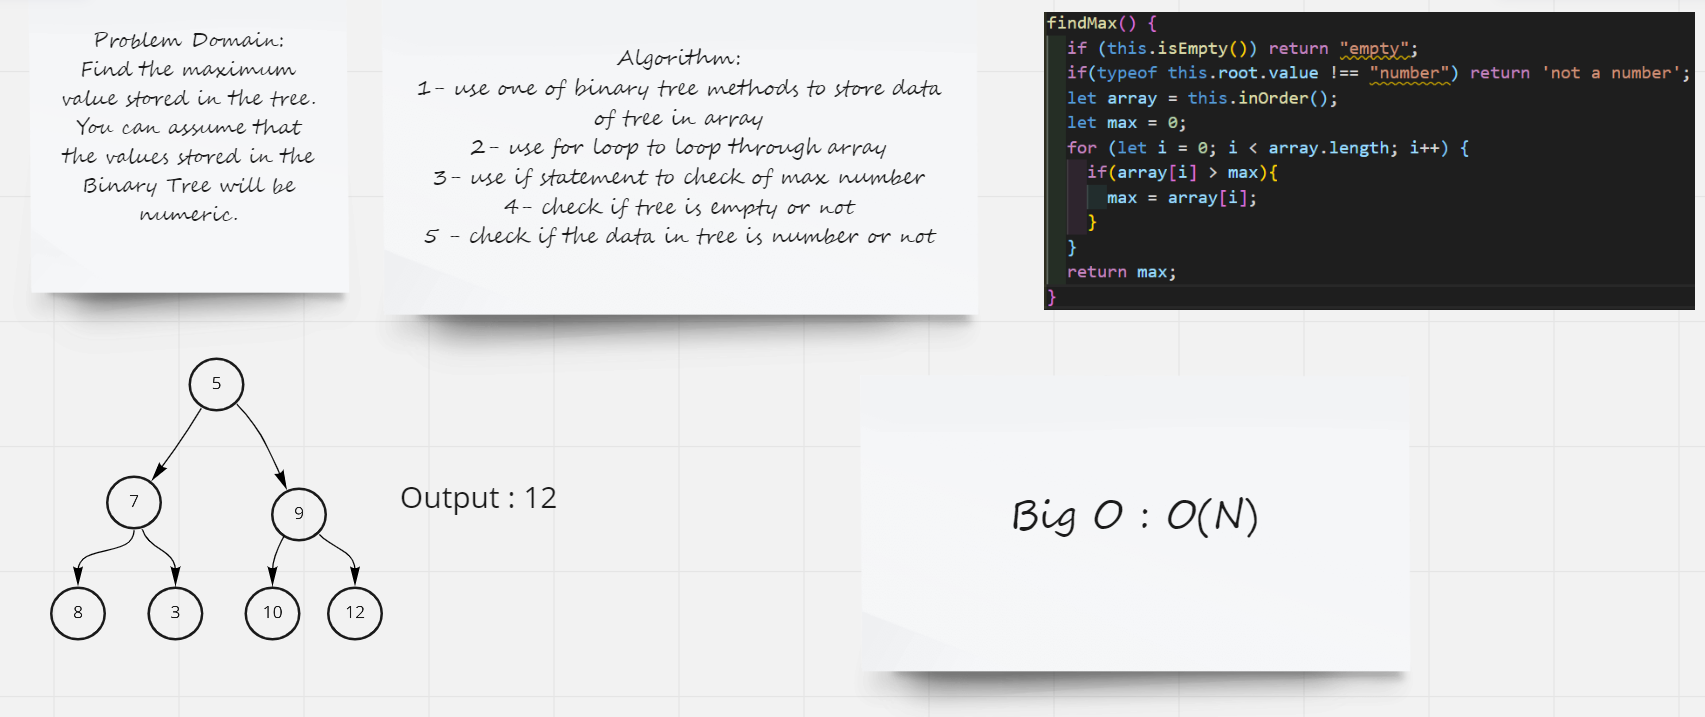 Problem Domain:
Find the maximum
value stored in the tree.
You can assume that
the values stored in the
Binary Tree will be
numeric.
Algorithm:
1- use one of binary tree methods to store data
of tree in array
2- use for loop to loop through array
3- use if statement to check of max number
4- check if tree is empty or not
5 - check if the data in tree is number or not
findMax() {
if (this.isEmpty()) return "empty";
if(typeof this.root.value !== "number") return 'not a number';
let array = this.inOrder();
let max = 0;
for (let i = 0; i < array.length; i++) {
if(array[i] > max){
max = array[i];
}
}
return max;
}
5
7
9
8
3
10
12
Output : 12
Big O : O(N)